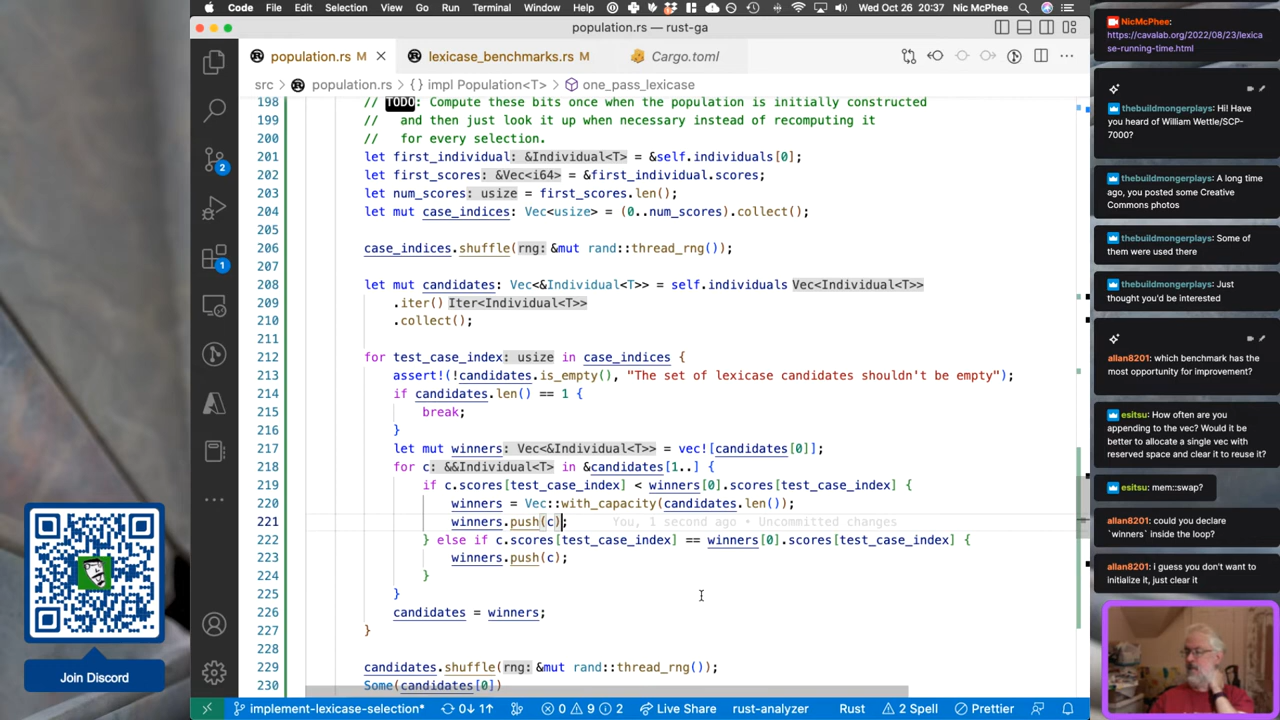 Code File Edit Selection View Go Run Terminal Window Help Wed Oct 26 20:37 Nic McPhee
population.rs — rust-ga
population.rs M
lexicase_benchmarks.rs M
Cargo.toml
src > population.rs > { } impl Population<T> > one_pass_lexicase
198 // TODO: Compute these bits once when the population is initially constructed
199 // and then just look it up when necessary instead of recomputing it
200 // for every selection.
201 let first_individual: &Individual<T> = &self.individuals[0];
202 let first_scores: &Vec<i64> = &first_individual.scores;
203 let num_scores: usize = first_scores.len();
204 let mut case_indices: Vec<usize> = (0..num_scores).collect();
205
206 case_indices.shuffle(rng: &mut rand::thread_rng());
207
208 let mut candidates: Vec<&Individual<T>> = self.individuals Vec<Individual<T>>
209 .iter() Iter<Individual<T>>
210 .collect();
211
212 for test_case_index: usize in case_indices {
213 assert!(!candidates.is_empty(), "The set of lexicase candidates shouldn't be empty");
214 if candidates.len() == 1 {
215 break;
216 }
217 let mut winners: Vec<&Individual<T>> = vec![candidates[0]];
218 for c: &&Individual<T> in &candidates[1..] {
219 if c.scores[test_case_index] < winners[0].scores[test_case_index] {
220 winners = Vec::with_capacity(candidates.len());
221 winners.push(c); You, 1 second ago • Uncommitted changes
222 } else if c.scores[test_case_index] == winners[0].scores[test_case_index] {
223 winners.push(c);
224 }
225 }
226 candidates = winners;
227 }
228
229 candidates.shuffle(rng: &mut rand::thread_rng());
230 Some(candidates[0])
2
1
Join Discord
implement-lexicase-selection* 0↓ 1↑ 0 9 2 Live Share rust-analyzer Rust 2 Spell Prettier
NicMcPhee:
https://cavalab.org/2022/08/23/lexica
se-running-time.html
thebuildmongerplays: Hi! Have
you heard of William Wettle/SCP-
7000?
thebuildmongerplays: A long time
ago, you posted some Creative
Commons photos
thebuildmongerplays: Some of
them were used there
thebuildmongerplays: Just
thought you'd be interested
allan8201: which benchmark has the
most opportunity for improvement?
esitsu: How often are you
appending to the vec? Would it be
better to allocate a single vec with
reserved space and clear it to reuse it?
esitsu: mem::swap?
allan8201: could you declare
`winners` inside the loop?
allan8201: i guess you don't want to
initialize it, just clear it